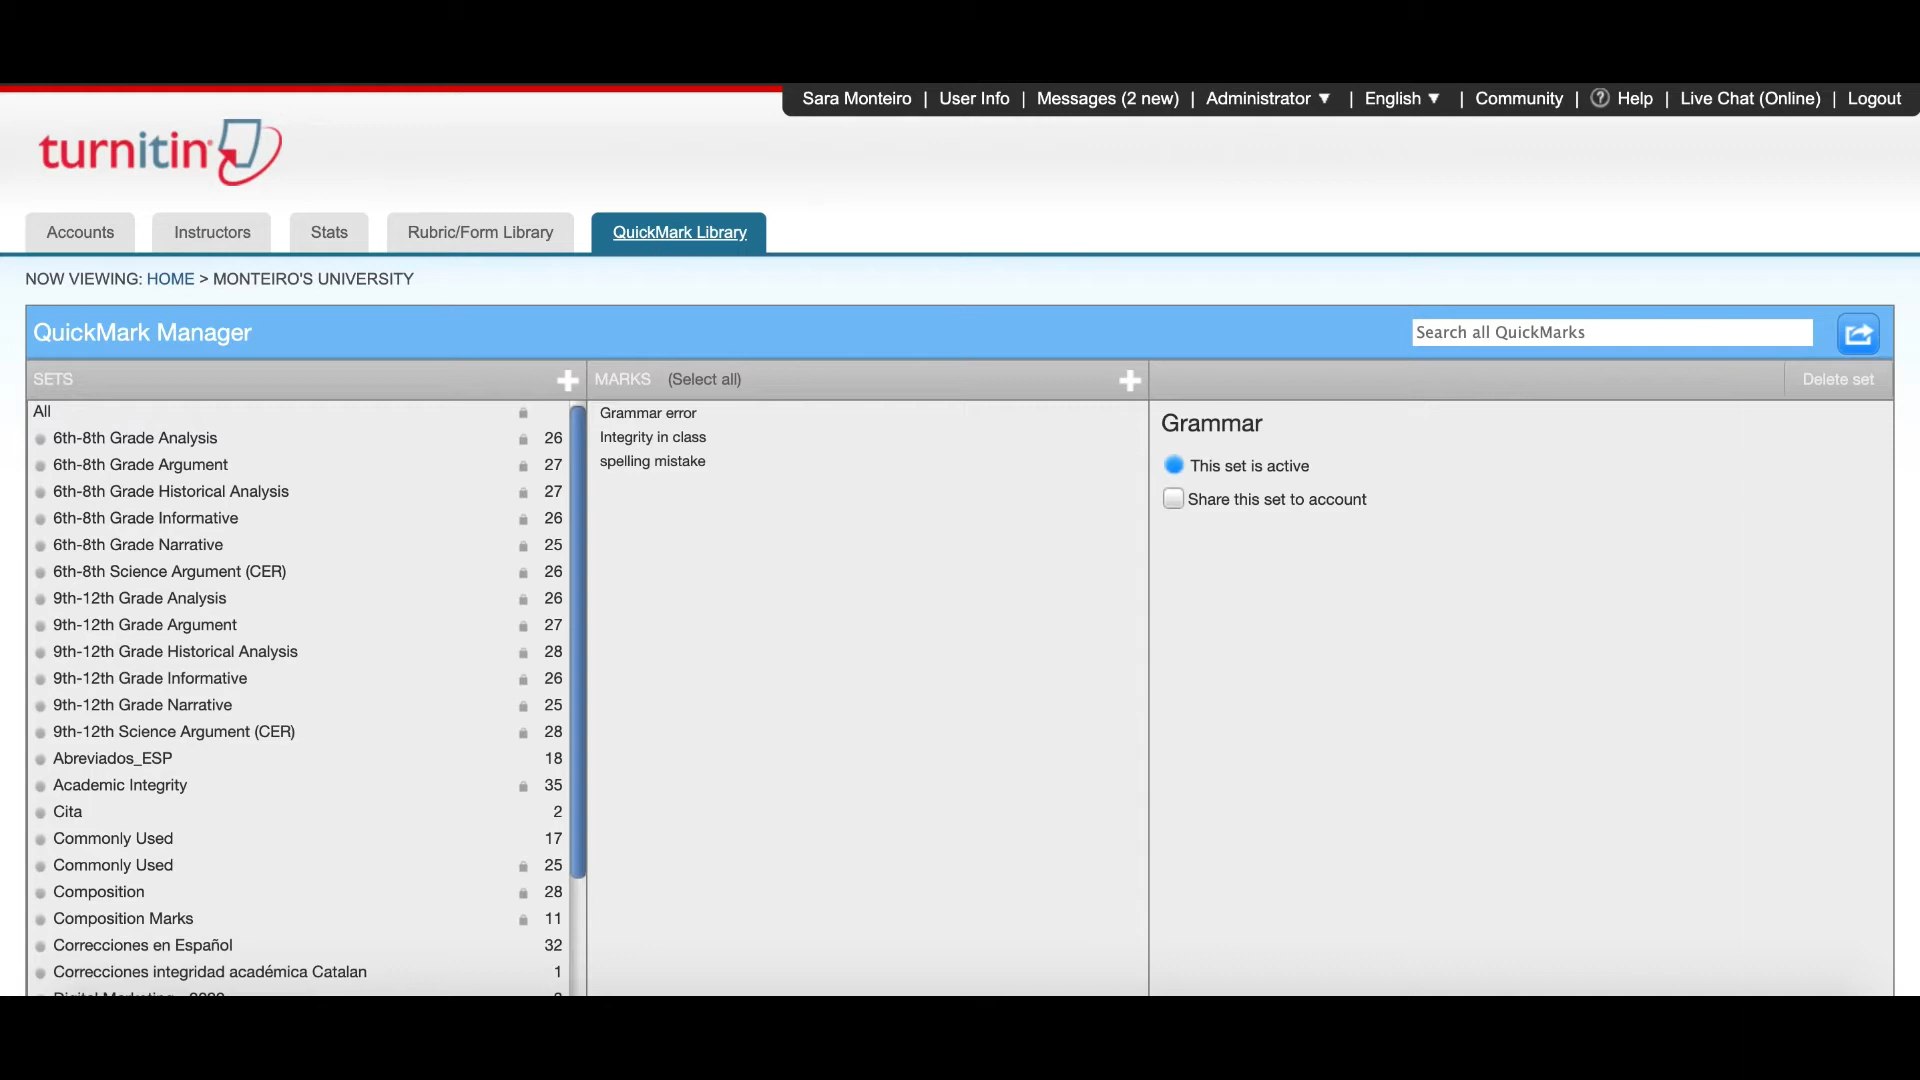 Sara Monteiro | User Info | Messages (2 new) | Administrator ▼ | English ▼ | Community | ? Help | Live Chat (Online) | Logout
turnitin
Accounts Instructors Stats Rubric/Form Library QuickMark Library
NOW VIEWING: HOME > MONTEIRO'S UNIVERSITY
QuickMark Manager Search all QuickMarks
SETS MARKS (Select all) Delete set
All
6th-8th Grade Analysis 26
6th-8th Grade Argument 27
6th-8th Grade Historical Analysis 27
6th-8th Grade Informative 26
6th-8th Grade Narrative 25
6th-8th Science Argument (CER) 26
9th-12th Grade Analysis 26
9th-12th Grade Argument 27
9th-12th Grade Historical Analysis 28
9th-12th Grade Informative 26
9th-12th Grade Narrative 25
9th-12th Science Argument (CER) 28
Abreviados_ESP 18
Academic Integrity 35
Cita 2
Commonly Used 17
Commonly Used 25
Composition 28
Composition Marks 11
Correcciones en Español 32
Correcciones integridad académica Catalan 1
Grammar error
Integrity in class
spelling mistake
Grammar
This set is active
Share this set to account